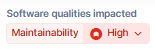 Software qualities impacted
Maintainability High